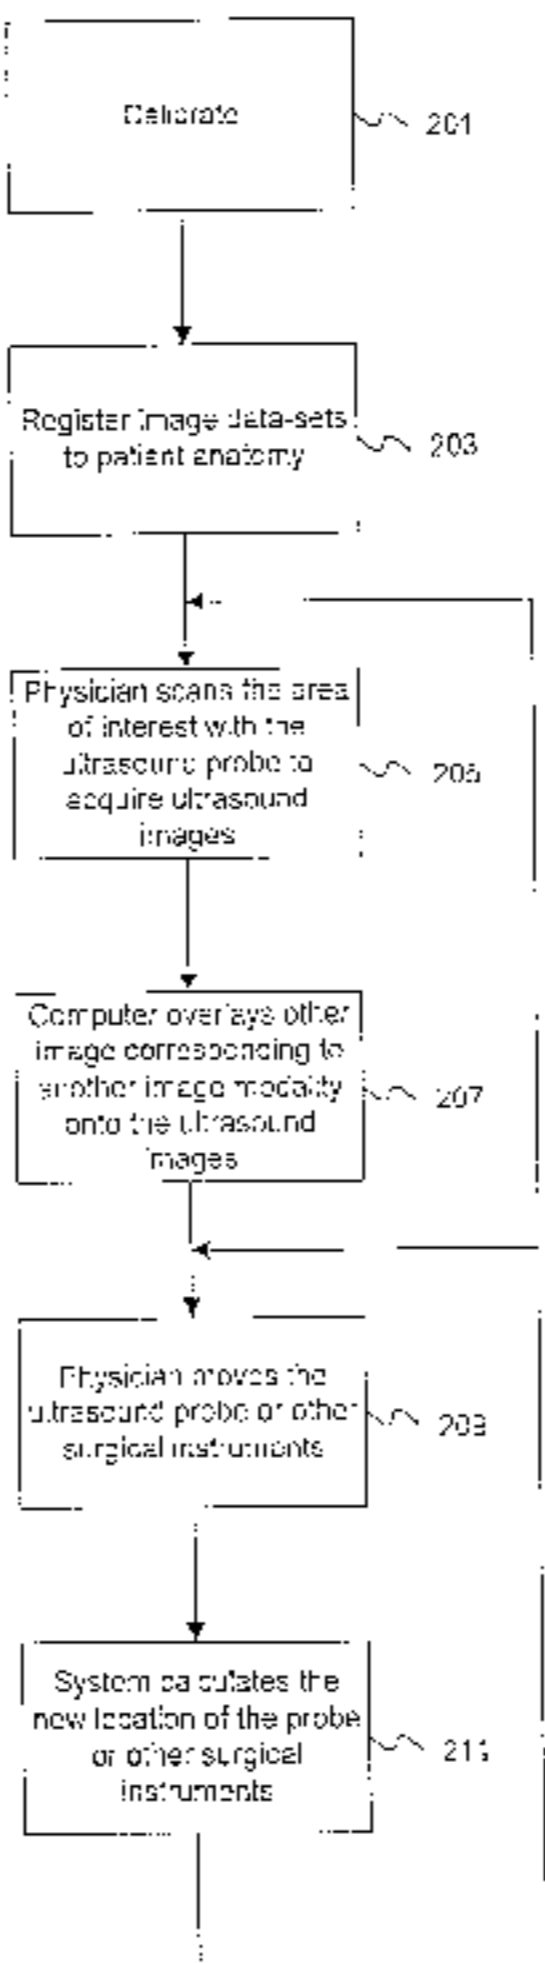 Calibrate
201
Register image data-sets
to patient anatomy
203
Physician scans the area
of interest with the
ultrasound probe to
acquire ultrasound
images
205
Computer overlays other
image corresponding to
another image modality
onto the ultrasound
images
207
Physician moves the
ultrasound probe or other
surgical instruments
209
System calculates the
new location of the probe
or other surgical
instruments
211